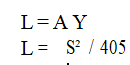 L = A Y
L = S² / 405